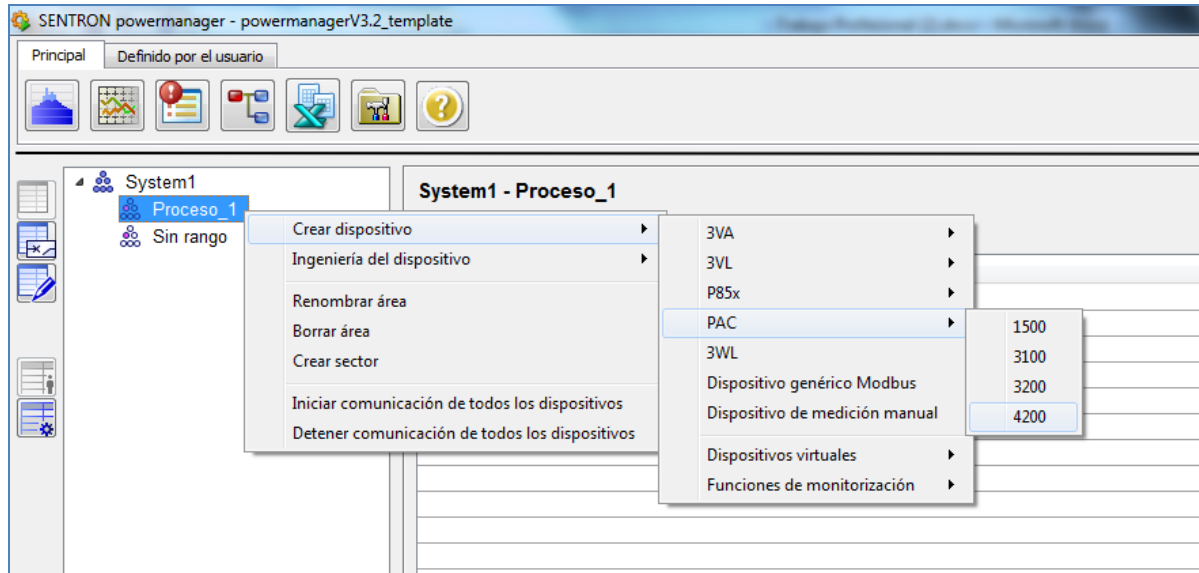 SENTRON powermanager - powermanagerV3.2_template
Principal
Definido por el usuario
System1
Proceso_1
Sin rango
System1 - Proceso_1
Crear dispositivo
Ingeniería del dispositivo
Renombrar área
Borrar área
Crear sector
Iniciar comunicación de todos los dispositivos
Detener comunicación de todos los dispositivos
3VA
3VL
P85x
PAC
3WL
Dispositivo genérico Modbus
Dispositivo de medición manual
Dispositivos virtuales
Funciones de monitorización
1500
3100
3200
4200